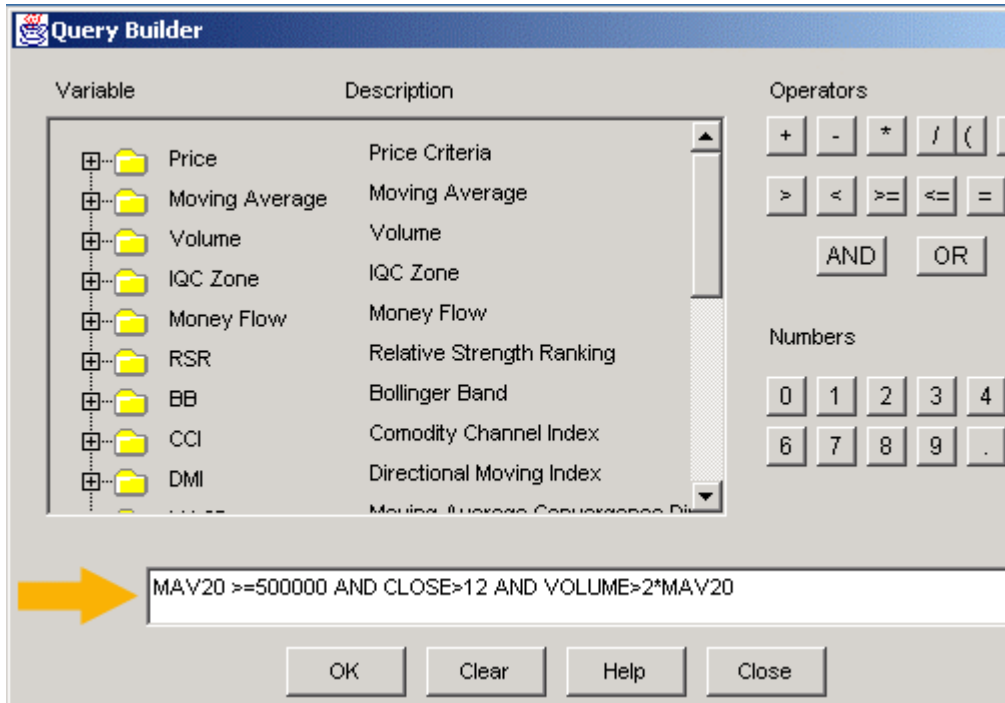 Query Builder
Variable Description Operators
+ - * / (
Price Price Criteria
Moving Average Moving Average
> < >= <= =
Volume Volume
AND OR
IQC Zone IQC Zone
Money Flow Money Flow
Numbers
RSR Relative Strength Ranking
BB Bollinger Band
0 1 2 3 4
CCI Comodity Channel Index
6 7 8 9 .
DMI Directional Moving Index
Moving Average Convergence
MAV20 >=500000 AND CLOSE>12 AND VOLUME>2*MAV20
OK Clear Help Close